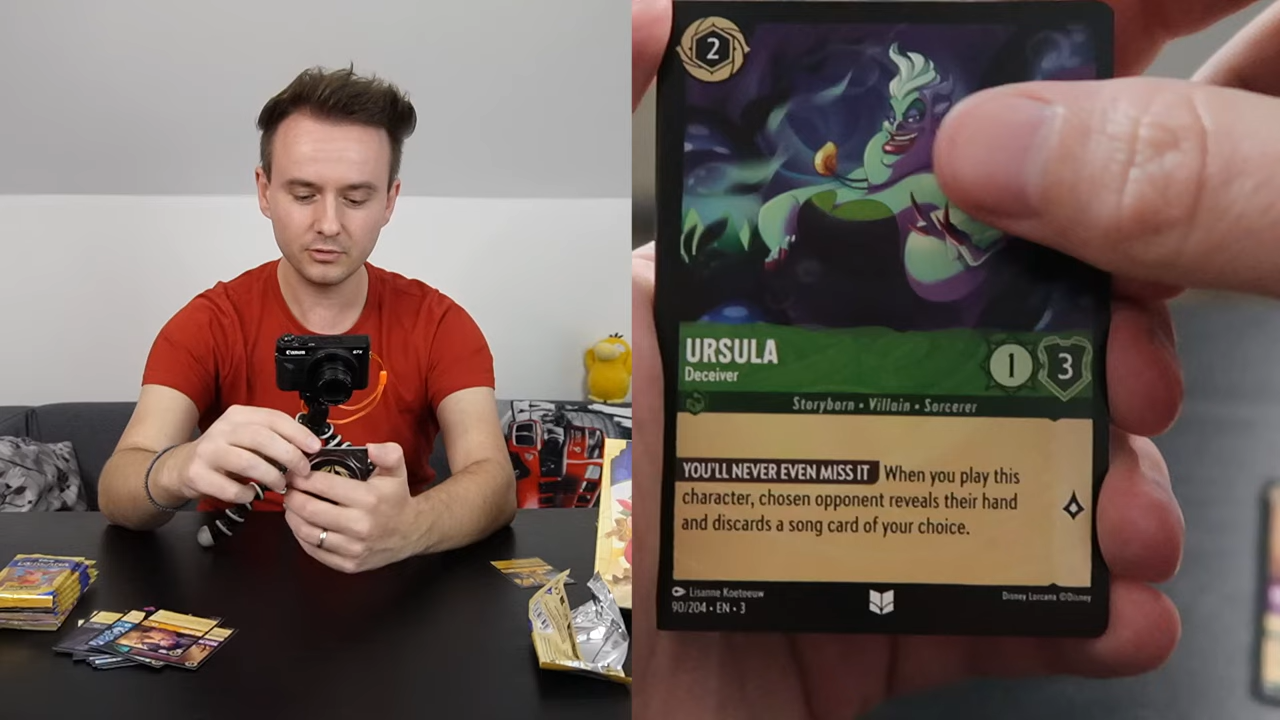 Canon
G7X
2
URSULA
Deceiver
1
3
Storyborn • Villain • Sorcerer
YOU'LL NEVER EVEN MISS IT When you play this
character, chosen opponent reveals their hand
and discards a song card of your choice.
Lisanne Koeteeuw
90/204 • EN • 3
Disney Lorcana ©Disney